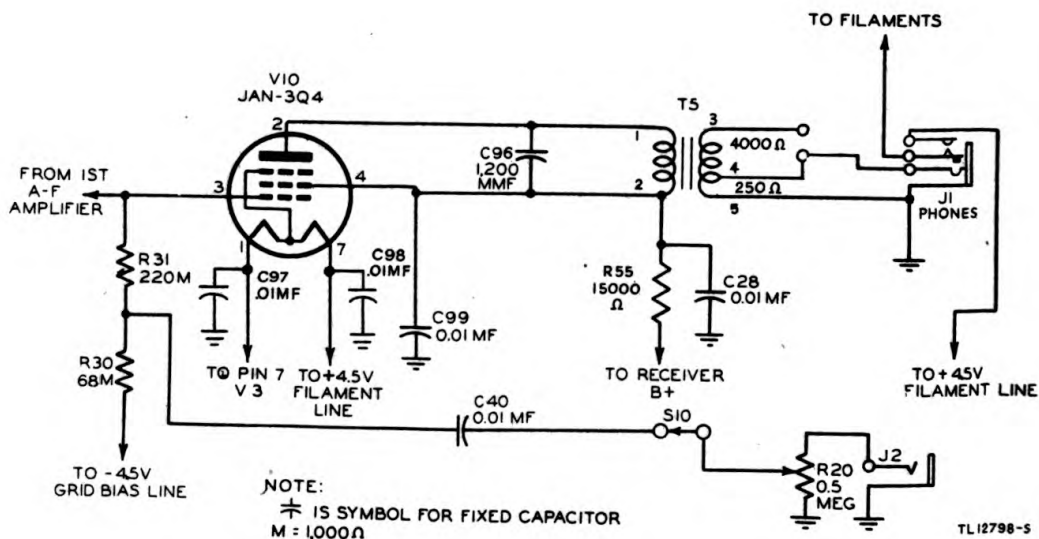 TO FILAMENTS
V10
JAN-3Q4
2
T5
1
3
4000Ω
C96
1,200
MMF
FROM 1ST
A-F
AMPLIFIER
3
4
4
2
250Ω
5
J1
PHONES
1
7
R31
220M
C97
.01MF
C98
.01MF
R55
15000
Ω
C28
0.01 MF
C99
0.01 MF
R30
68M
TO PIN 7
V3
TO+4.5V
FILAMENT
LINE
TO RECEIVER
B+
TO+45V
FILAMENT LINE
C40
0.01 MF
S10
J2
R20
0.5
MEG
TO -45V
GRID BIAS LINE
NOTE:
IS SYMBOL FOR FIXED CAPACITOR
M = 1,000Ω
TL12798-S